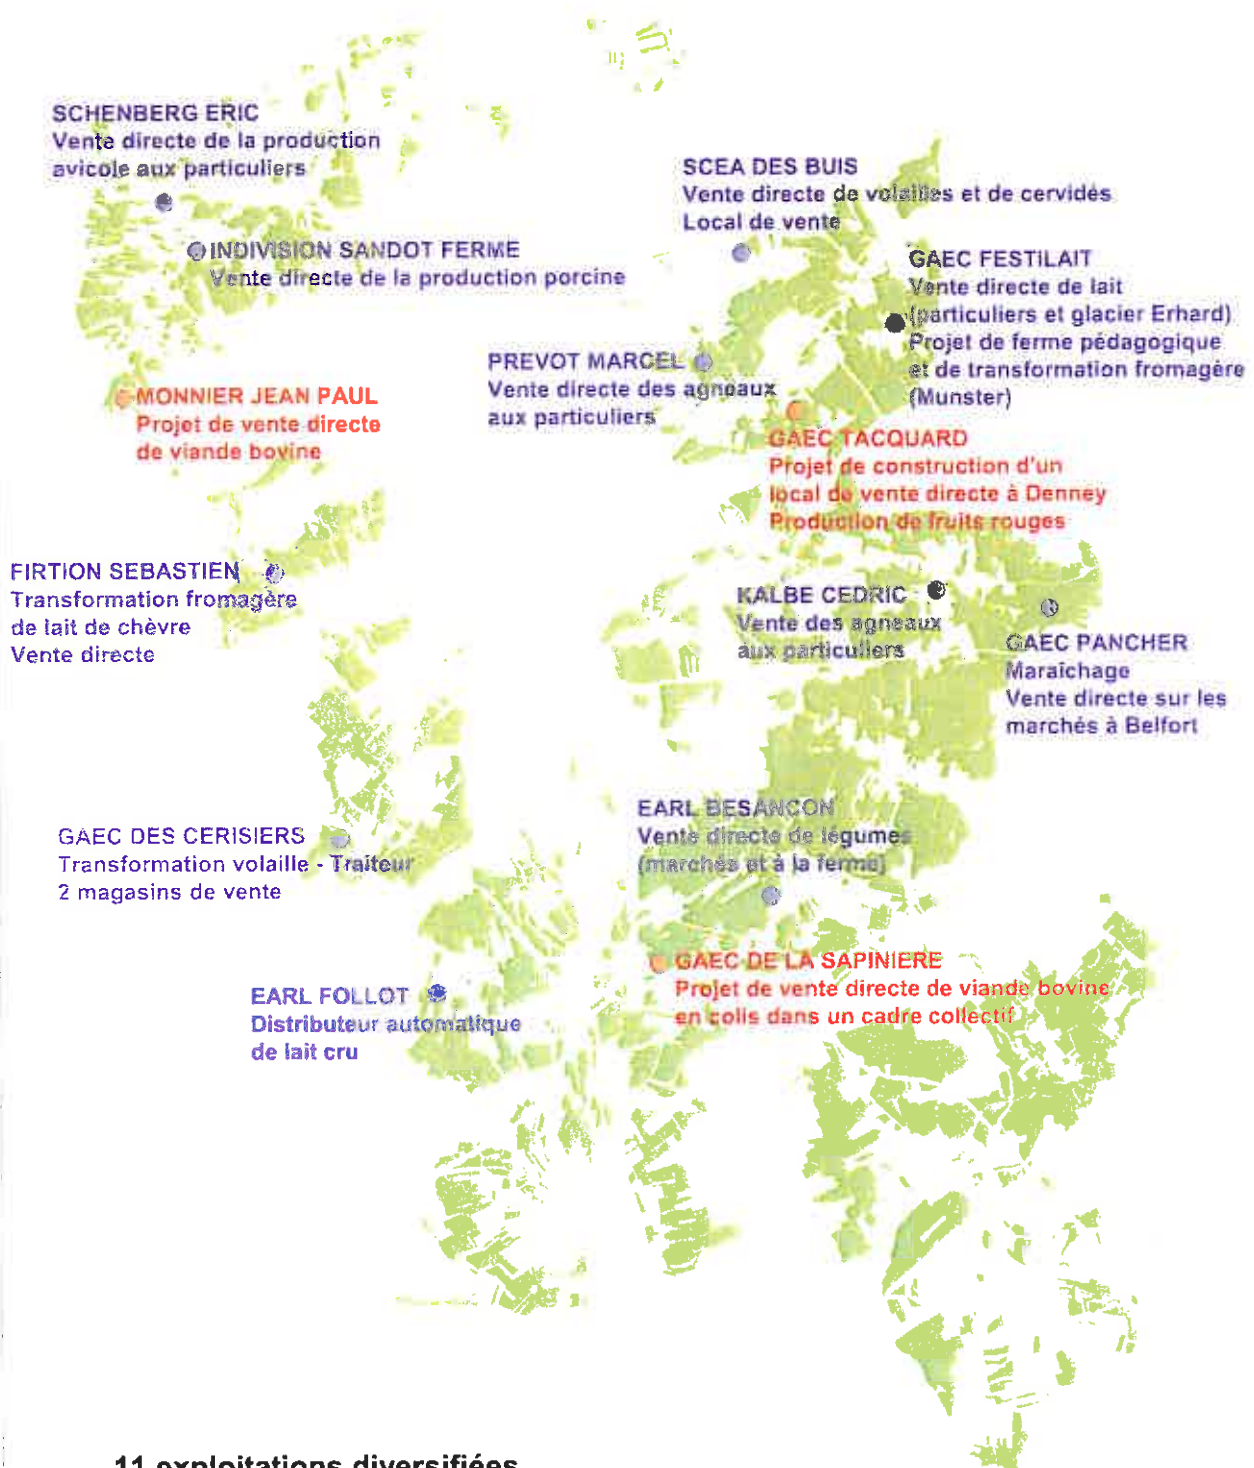 SCHENBERG ERIC
Vente directe de la production
avicole aux particuliers
INDIVISION SANDOT FERME
Vente directe de la production porcine
SCEA DES BUIS
Vente directe de volailles et de cervidés
Local de vente
GAEC FESTILAIT
Vente directe de lait
(particuliers et glacier Erhard)
Projet de ferme pédagogique
et de transformation fromagère
(Munster)
PREVOT MARCEL
Vente directe des agneaux
aux particuliers
MONNIER JEAN PAUL
Projet de vente directe
de viande bovine
GAEC TACQUARD
Projet de construction d'un
local de vente directe à Denney
Production de fruits rouges
FIRTION SEBASTIEN
Transformation fromagère
de lait de chèvre
Vente directe
KALBE CEDRIC
Vente des agneaux
aux particuliers
GAEC PANCHER
Maraîchage
Vente directe sur les
marchés à Belfort
EARL BESANCON
Vente directe de légumes
(marchés et à la ferme)
GAEC DES CERISIERS
Transformation volaille - Traiteur
2 magasins de vente
GAEC DE LA SAPINIERE
Projet de vente directe de viande bovine
en colis dans un cadre collectif
EARL FOLLOT
Distributeur automatique
de lait cru
11 exploitations diversifiées